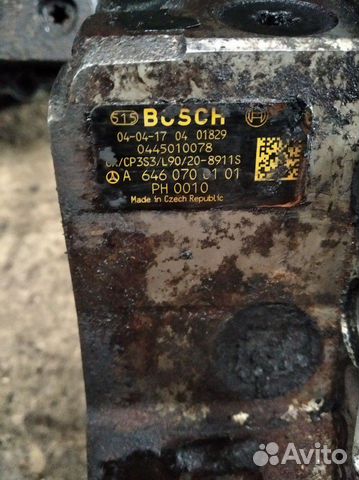 615 BOSCH
04-04-17 04 01829
0445010078
CR/CP3S3/L90/20-8911S
A 646 070 01 01
PH 0010
Made in Czech Republic
Avito